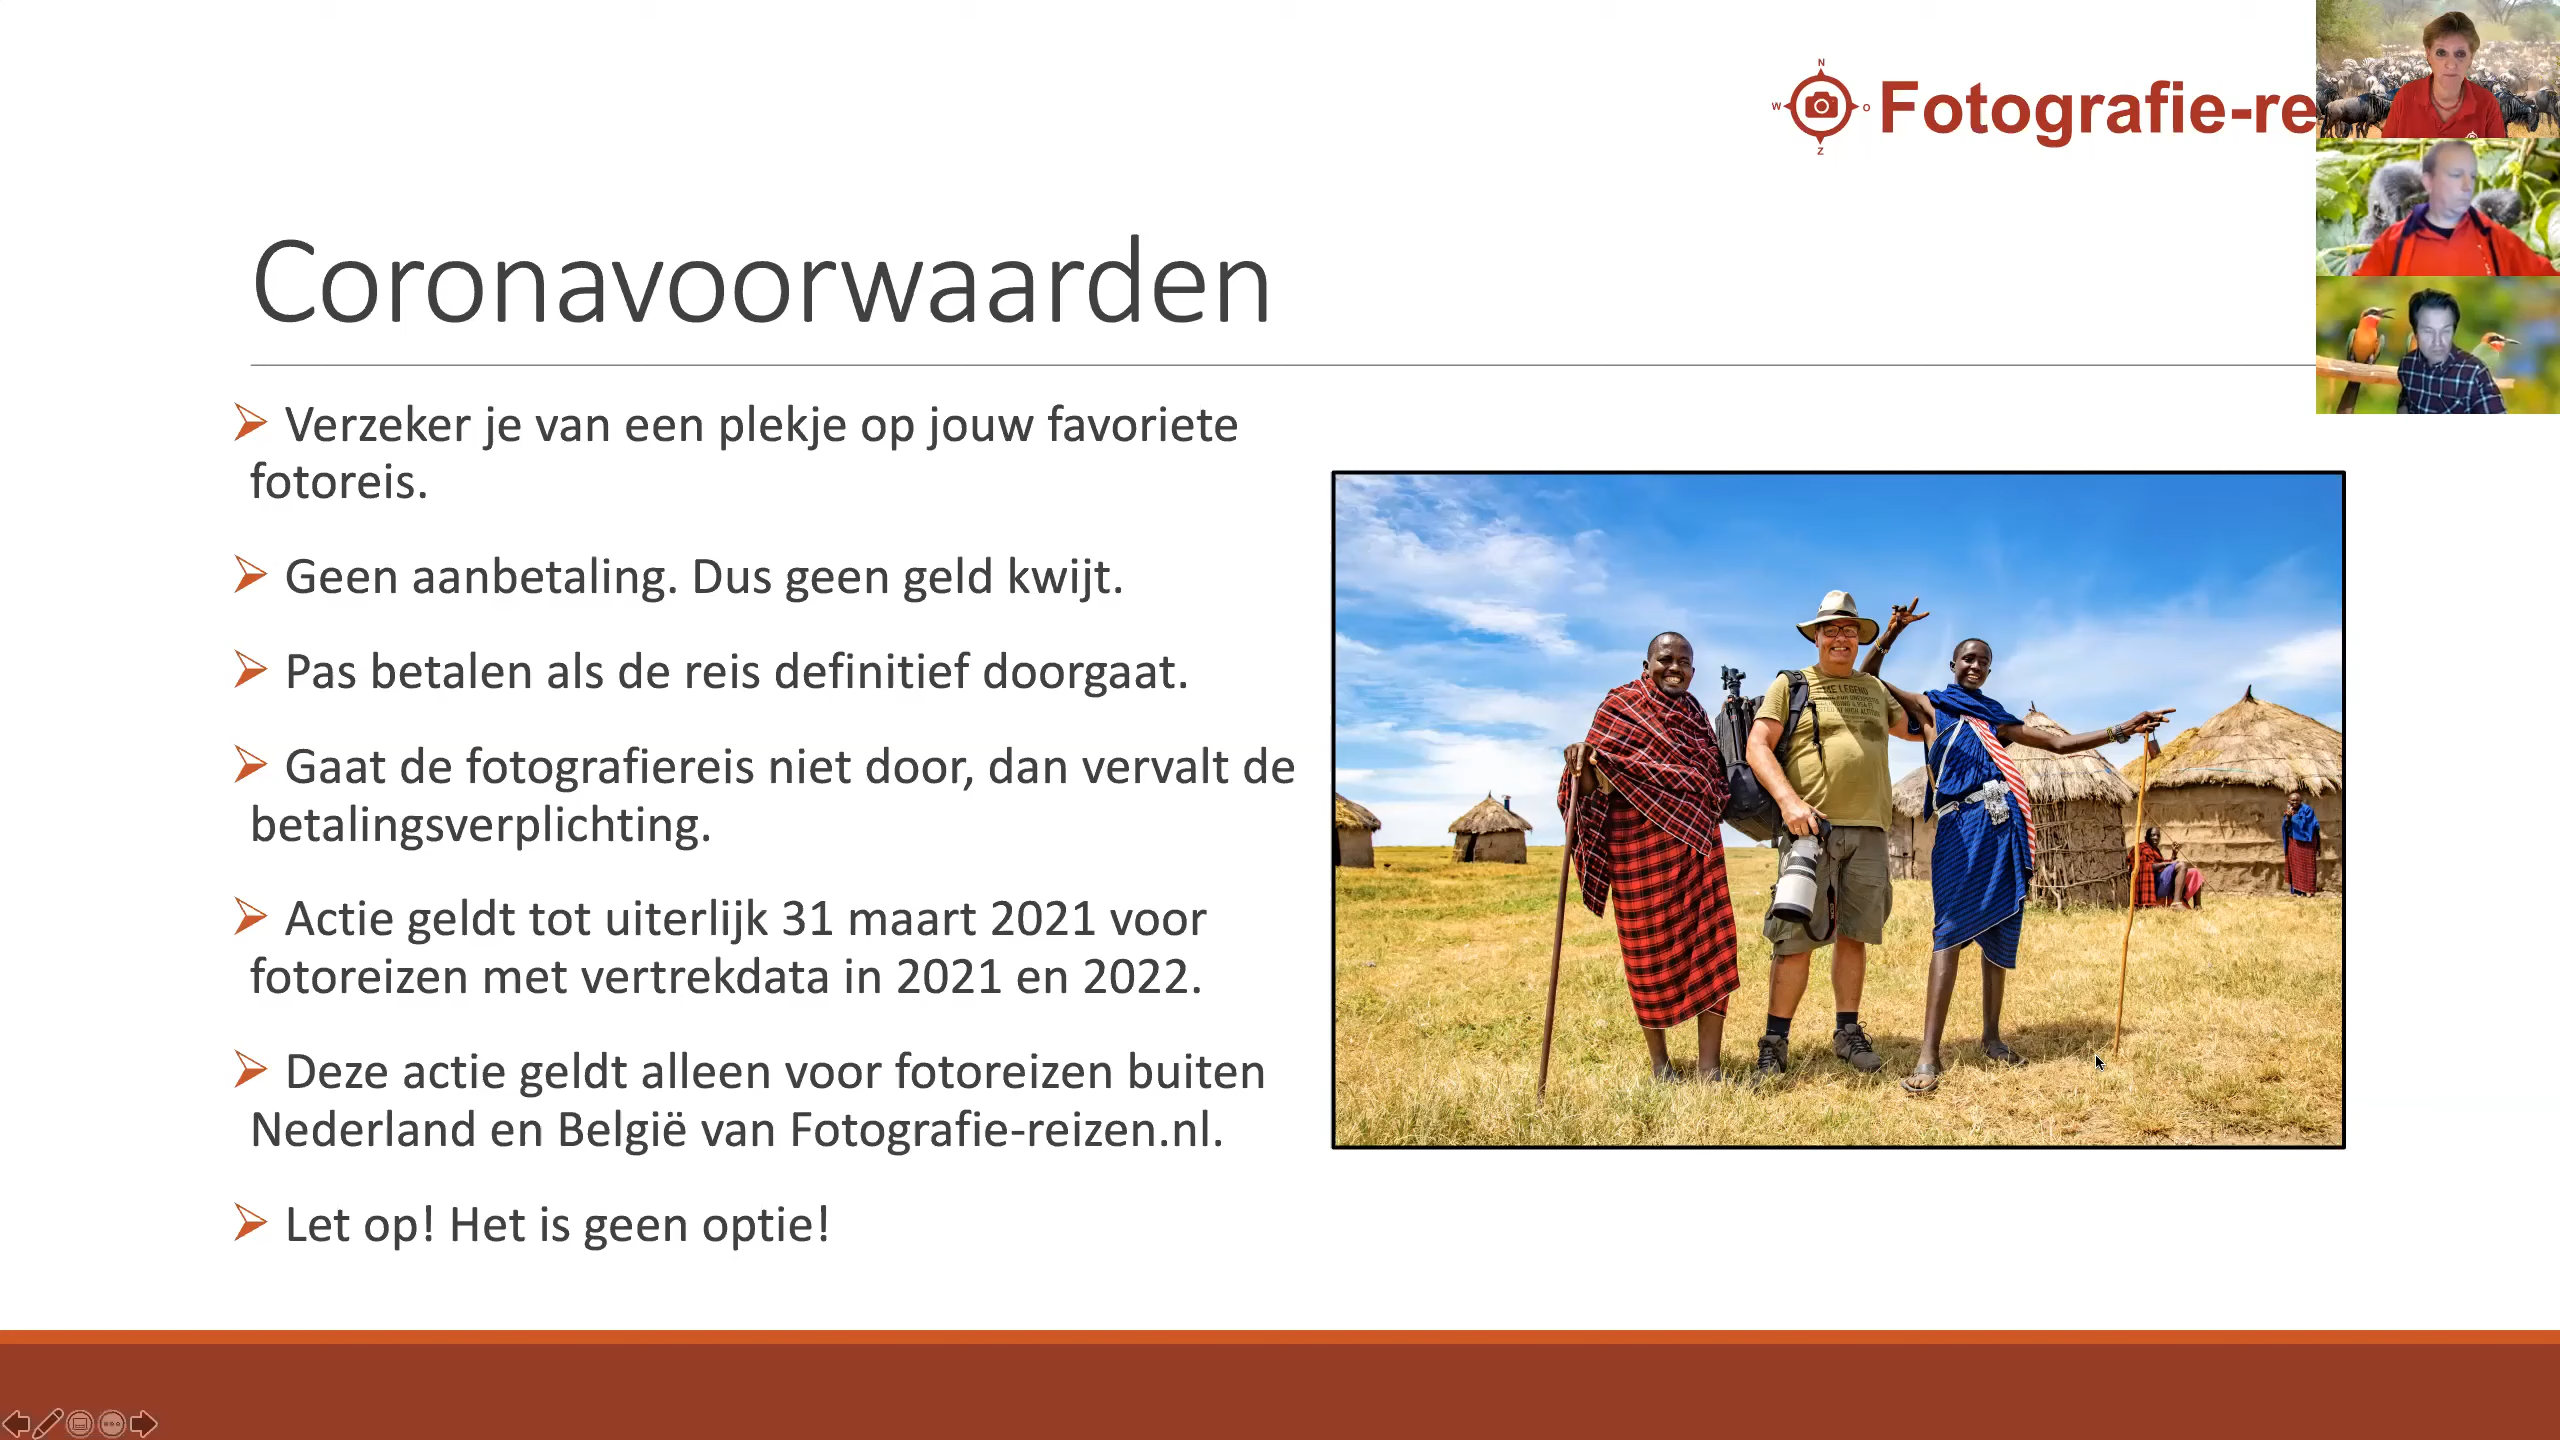 N
W
O
Z
Fotografie-re
Coronavoorwaarden
Verzeker je van een plekje op jouw favoriete
fotoreis.
Geen aanbetaling. Dus geen geld kwijt.
Pas betalen als de reis definitief doorgaat.
Gaat de fotografiereis niet door, dan vervalt de
betalingsverplichting.
Actie geldt tot uiterlijk 31 maart 2021 voor
fotoreizen met vertrekdata in 2021 en 2022.
Deze actie geldt alleen voor fotoreizen buiten
Nederland en België van Fotografie-reizen.nl.
Let op! Het is geen optie!